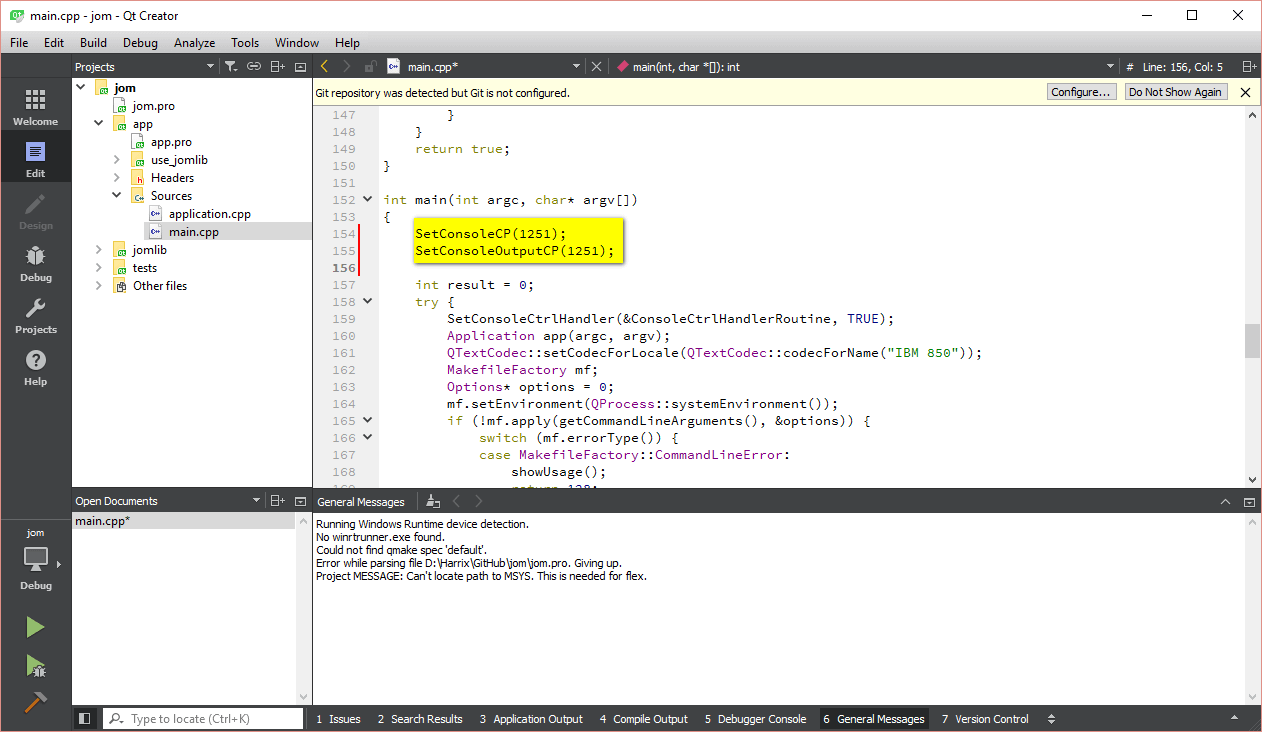 main.cpp - jom - Qt Creator
File Edit Build Debug Analyze Tools Window Help
Projects
main.cpp*
main(int, char *[]): int
# Line: 156, Col: 5
Welcome
Edit
Design
Debug
Projects
Help
jom
Debug
jom
jom.pro
app
app.pro
use_jomlib
Headers
Sources
application.cpp
main.cpp
jomlib
tests
Other files
Git repository was detected but Git is not configured.
Configure...
Do Not Show Again
147 }
148 }
149 return true;
150 }
151
152 int main(int argc, char* argv[])
153 {
154 SetConsoleCP(1251);
155 SetConsoleOutputCP(1251);
156
157 int result = 0;
158 try {
159 SetConsoleCtrlHandler(&ConsoleCtrlHandlerRoutine, TRUE);
160 Application app(argc, argv);
161 QTextCodec::setCodecForLocale(QTextCodec::codecForName("IBM 850"));
162 MakefileFactory mf;
163 Options* options = 0;
164 mf.setEnvironment(QProcess::systemEnvironment());
165 if (!mf.apply(getCommandLineArguments(), &options)) {
166 switch (mf.errorType()) {
167 case MakefileFactory::CommandLineError:
168 showUsage();
169 return 128;
Open Documents
main.cpp*
General Messages
Running Windows Runtime device detection.
No winrtrunner.exe found.
Could not find qmake spec 'default'.
Error while parsing file D:\Harrix\GitHub\jom\jom.pro. Giving up.
Project MESSAGE: Can't locate path to MSYS. This is needed for flex.
Type to locate (Ctrl+K)
1 Issues 2 Search Results 3 Application Output 4 Compile Output 5 Debugger Console 6 General Messages 7 Version Control